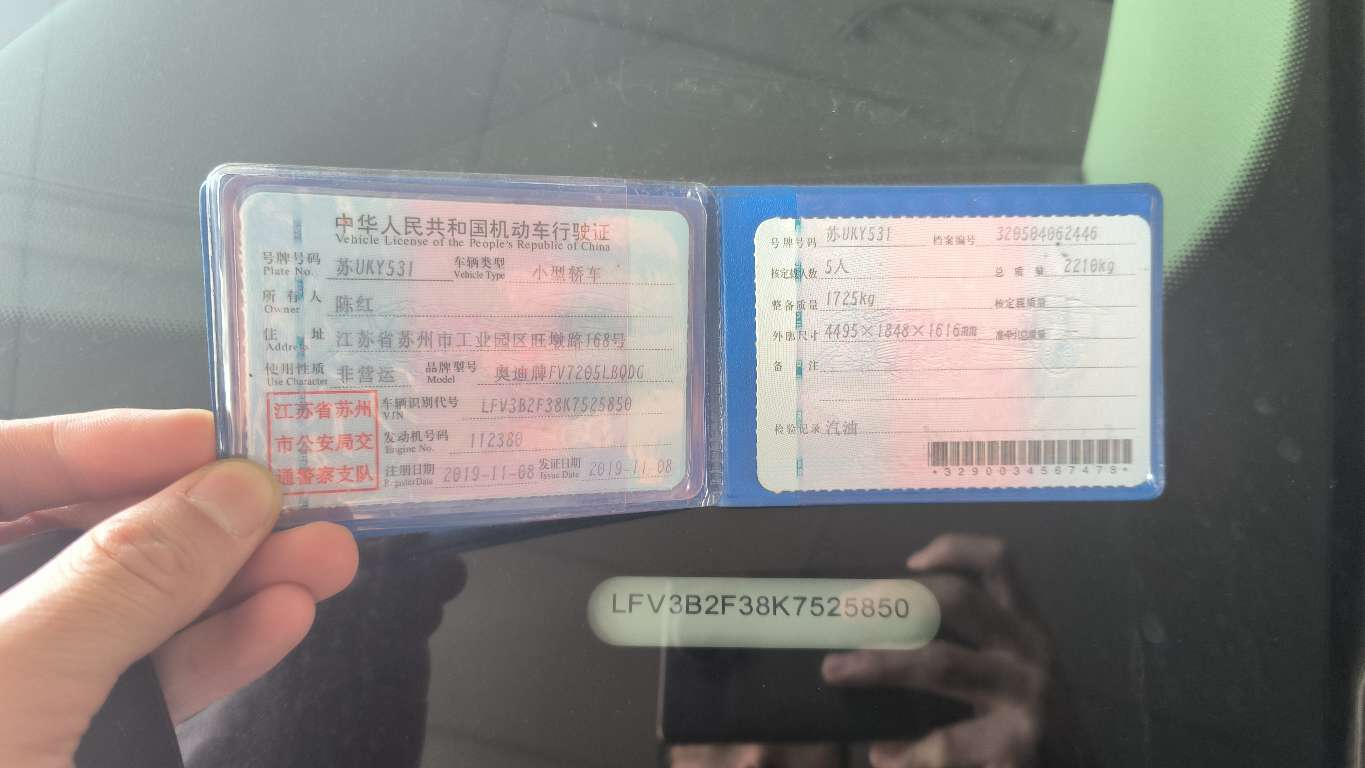 中华人民共和国机动车行驶证
Vehicle License of the People's Republic of China
号牌号码 苏UKY531 车辆类型 小型轿车
Plate No. Vehicle Type
所有人 陈红
Owner
住址 江苏省苏州市工业园区旺墩路168号
Address
使用性质 非营运 品牌型号 奥迪牌FV7205LBQDG
Use Character Model
江苏省苏州
市公安局交
通警察支队
车辆识别代号 LFV3B2F38K7525850
VIN
发动机号码 112380
Engine No.
注册日期 2019-11-08 发证日期 2019-11-08
Register Date Issue Date
号牌号码 苏UKY531 档案编号 320504062446
核定载人数 5人 总质量 2210kg
整备质量 1725kg 核定载质量
外廓尺寸 4495×1848×1616mm 准牵引总质量
备注
检验记录 汽油
*3290034567478*
LFV3B2F38K7525850